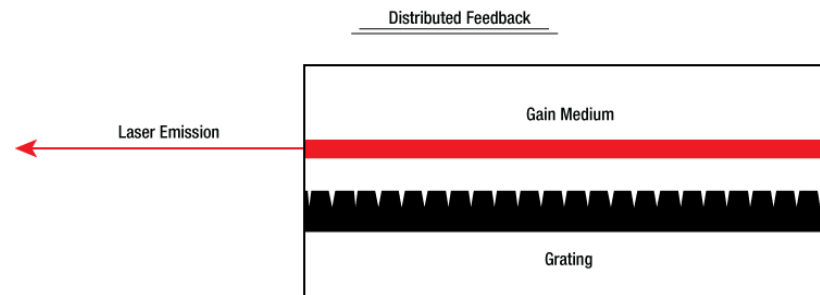 Distributed Feedback
Gain Medium
Laser Emission
Grating